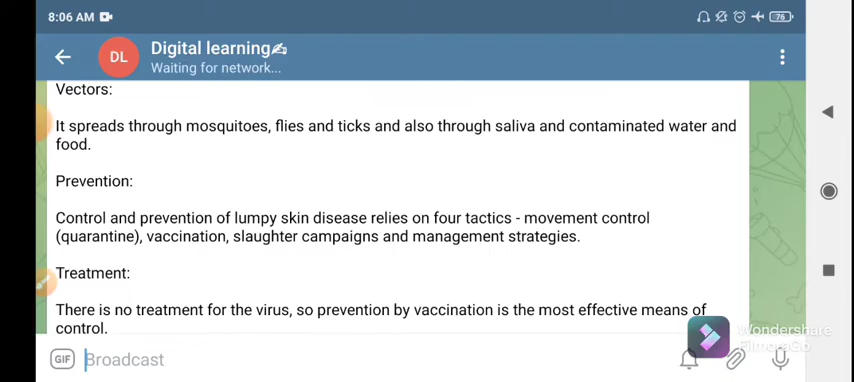 8:06 AM
76
DL
Digital learning✍
Waiting for network...
Vectors:
It spreads through mosquitoes, flies and ticks and also through saliva and contaminated water and
food.
Prevention:
Control and prevention of lumpy skin disease relies on four tactics - movement control
(quarantine), vaccination, slaughter campaigns and management strategies.
Treatment:
There is no treatment for the virus, so prevention by vaccination is the most effective means of
control.
Wondershare
FilmoraGo
GIF
Broadcast